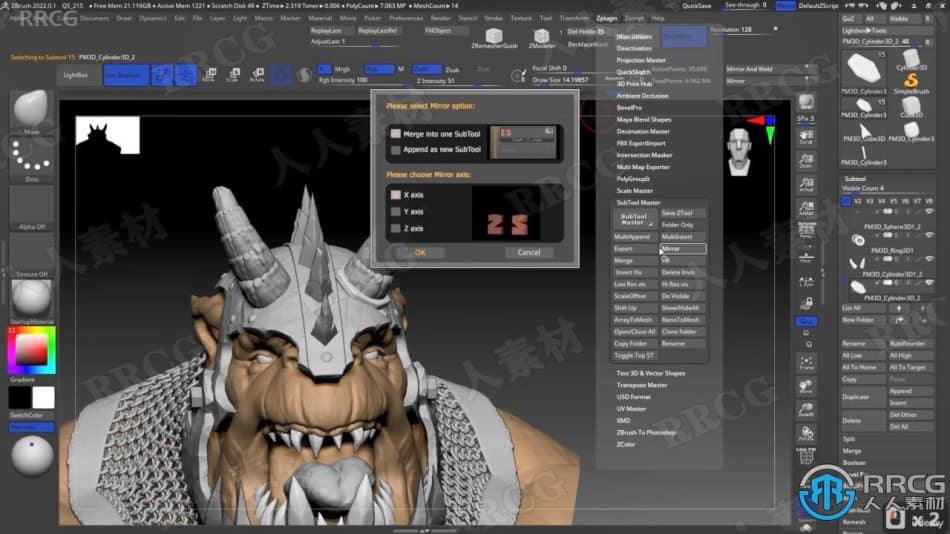 ZBrush 2022.0.1 QS_215 • Free Mem 21.116GB • Active Mem 1221 • Scratch Disk 49 • ZTime▸2.319 Timer▸0.006 • PolyCount▸7.063 MP • MeshCount▸14
QuickSave See-through 0 Menus DefaultZScript
Document Draw Dynamics Edit File Layer Light Macro Marker Material Movie Picker Preferences Render Stencil Stroke Texture Tool Transform Zplugin Zscript Help
Switching to Subtool 15: PM3D_Cylinder3D_2
ReplayLast ReplayLastRel
AdjustLast 1
FillObject
ZRemesherGuide
ZModeler
Del Hidden
BackfaceMask
Resolution 128
LightBox
Live Boolean
Move Scale Rotate
Mrgb Rgb M
Rgb Intensity 100
Zadd Zsub
Z Intensity 51
Focal Shift 0
Draw Size 14.19857
Mirror And Weld
Mirror
Move
Dots
Alpha Off
Texture Off
StartupMaterial
Gradient
SwitchColor
Alternate
Please select Mirror option:
Merge into one SubTool
Append as new SubTool
Please choose Mirror axis:
X axis
Y axis
Z axis
OK
Cancel
Misc Utilities
Deactivation
Projection Master
QuickSketch
3D Print Hub
Ambient Occlusion
BevelPro
Maya Blend Shapes
Decimation Master
FBX ExportImport
Intersection Masker
Multi Map Exporter
PolyGroupIt
Scale Master
SubTool Master
SubTool Master
Save ZTool
Folder Only
MultiAppend MultiInsert
Export Mirror
Merge Fill
Invert Vis Delete Invis
Low Res vis Hi Res vis
ScaleOffset Do Visible
Shift Up Show/HideAll
ArrayToMesh NanoToMesh
Open/Close All Clone Folder
Copy Folder Rename
Toggle Top ST
Text 3D & Vector Shapes
Transpose Master
USD Format
UV Master
XMD
ZBrush To Photoshop
ZColor
SPix 3
Scroll
Zoom
Actual
AAHalf
Persp
Floor
L.Sym
Frame
Move
Zoom3D
Rotate
Line Fill
GoZ All Visible R
Lightbox▸Tools
PM3D_Cylinder3D_2. 48 R
Cylinder3D
SimpleBrush
PM3D_Cylinder3
Cube3D
PM3D_Cube3D PM3D_Cylinder3
PM3D_Cylinder3
Subtool
Visible Count 4
V1 V2 V3 V4 V5 V6 V7 V8
PM3D_Sphere3D
PM3D_Ring3D1
PM3D_Cylinder3D1_2
PM3D_Cylinder3D_2
List All
New Folder
Rename AutoReorder
All Low All High
All To Home All To Target
Copy Paste
Duplicate Append
Insert
Delete Del Other
Del All
Split
Merge
Boolean
Remesh
RRCG
人人素材
x 2
Udemy